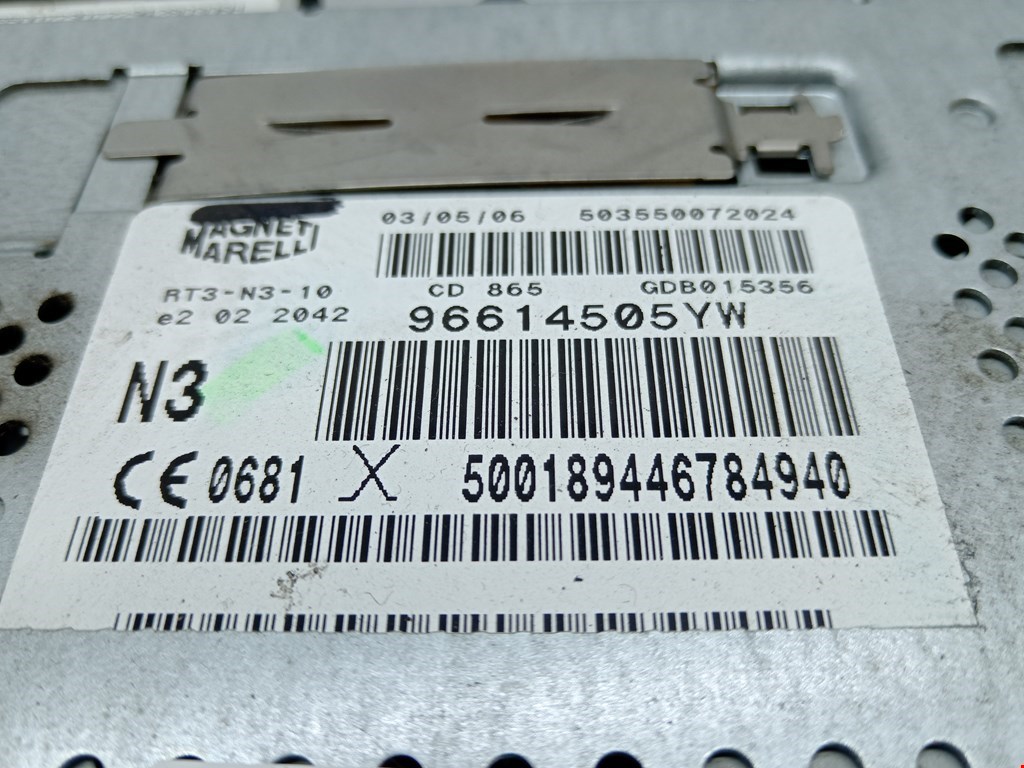 MAGNETI
MARELLI
03/05/06 503550072024
RT3-N3-10 CD 865 GDB015356
e2 02 2042 96614505YW
N3
CE 0681 X 500189446784940